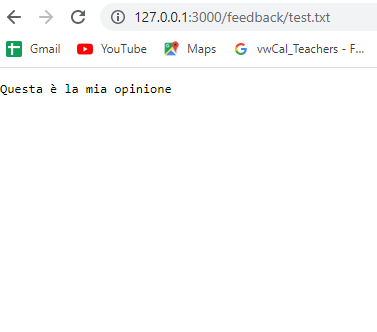 127.0.0.1:3000/feedback/test.txt
Gmail YouTube Maps vwCal_Teachers - F...
Questa è la mia opinione